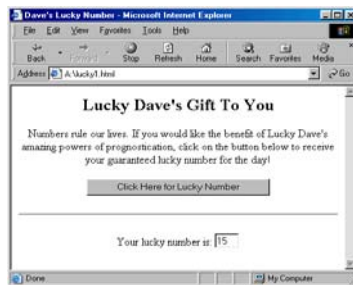 Dave's Lucky Number - Microsoft Internet Explorer
File Edit View Favorites Tools Help
Back Forward Stop Refresh Home Search Favorites Media
Address A:\lucky1.html Go
Lucky Dave's Gift To You
Numbers rule our lives. If you would like the benefit of Lucky Dave's
amazing powers of prognostication, click on the button below to receive
your guaranteed lucky number for the day!
Click Here for Lucky Number
Your lucky number is: 15
Done My Computer